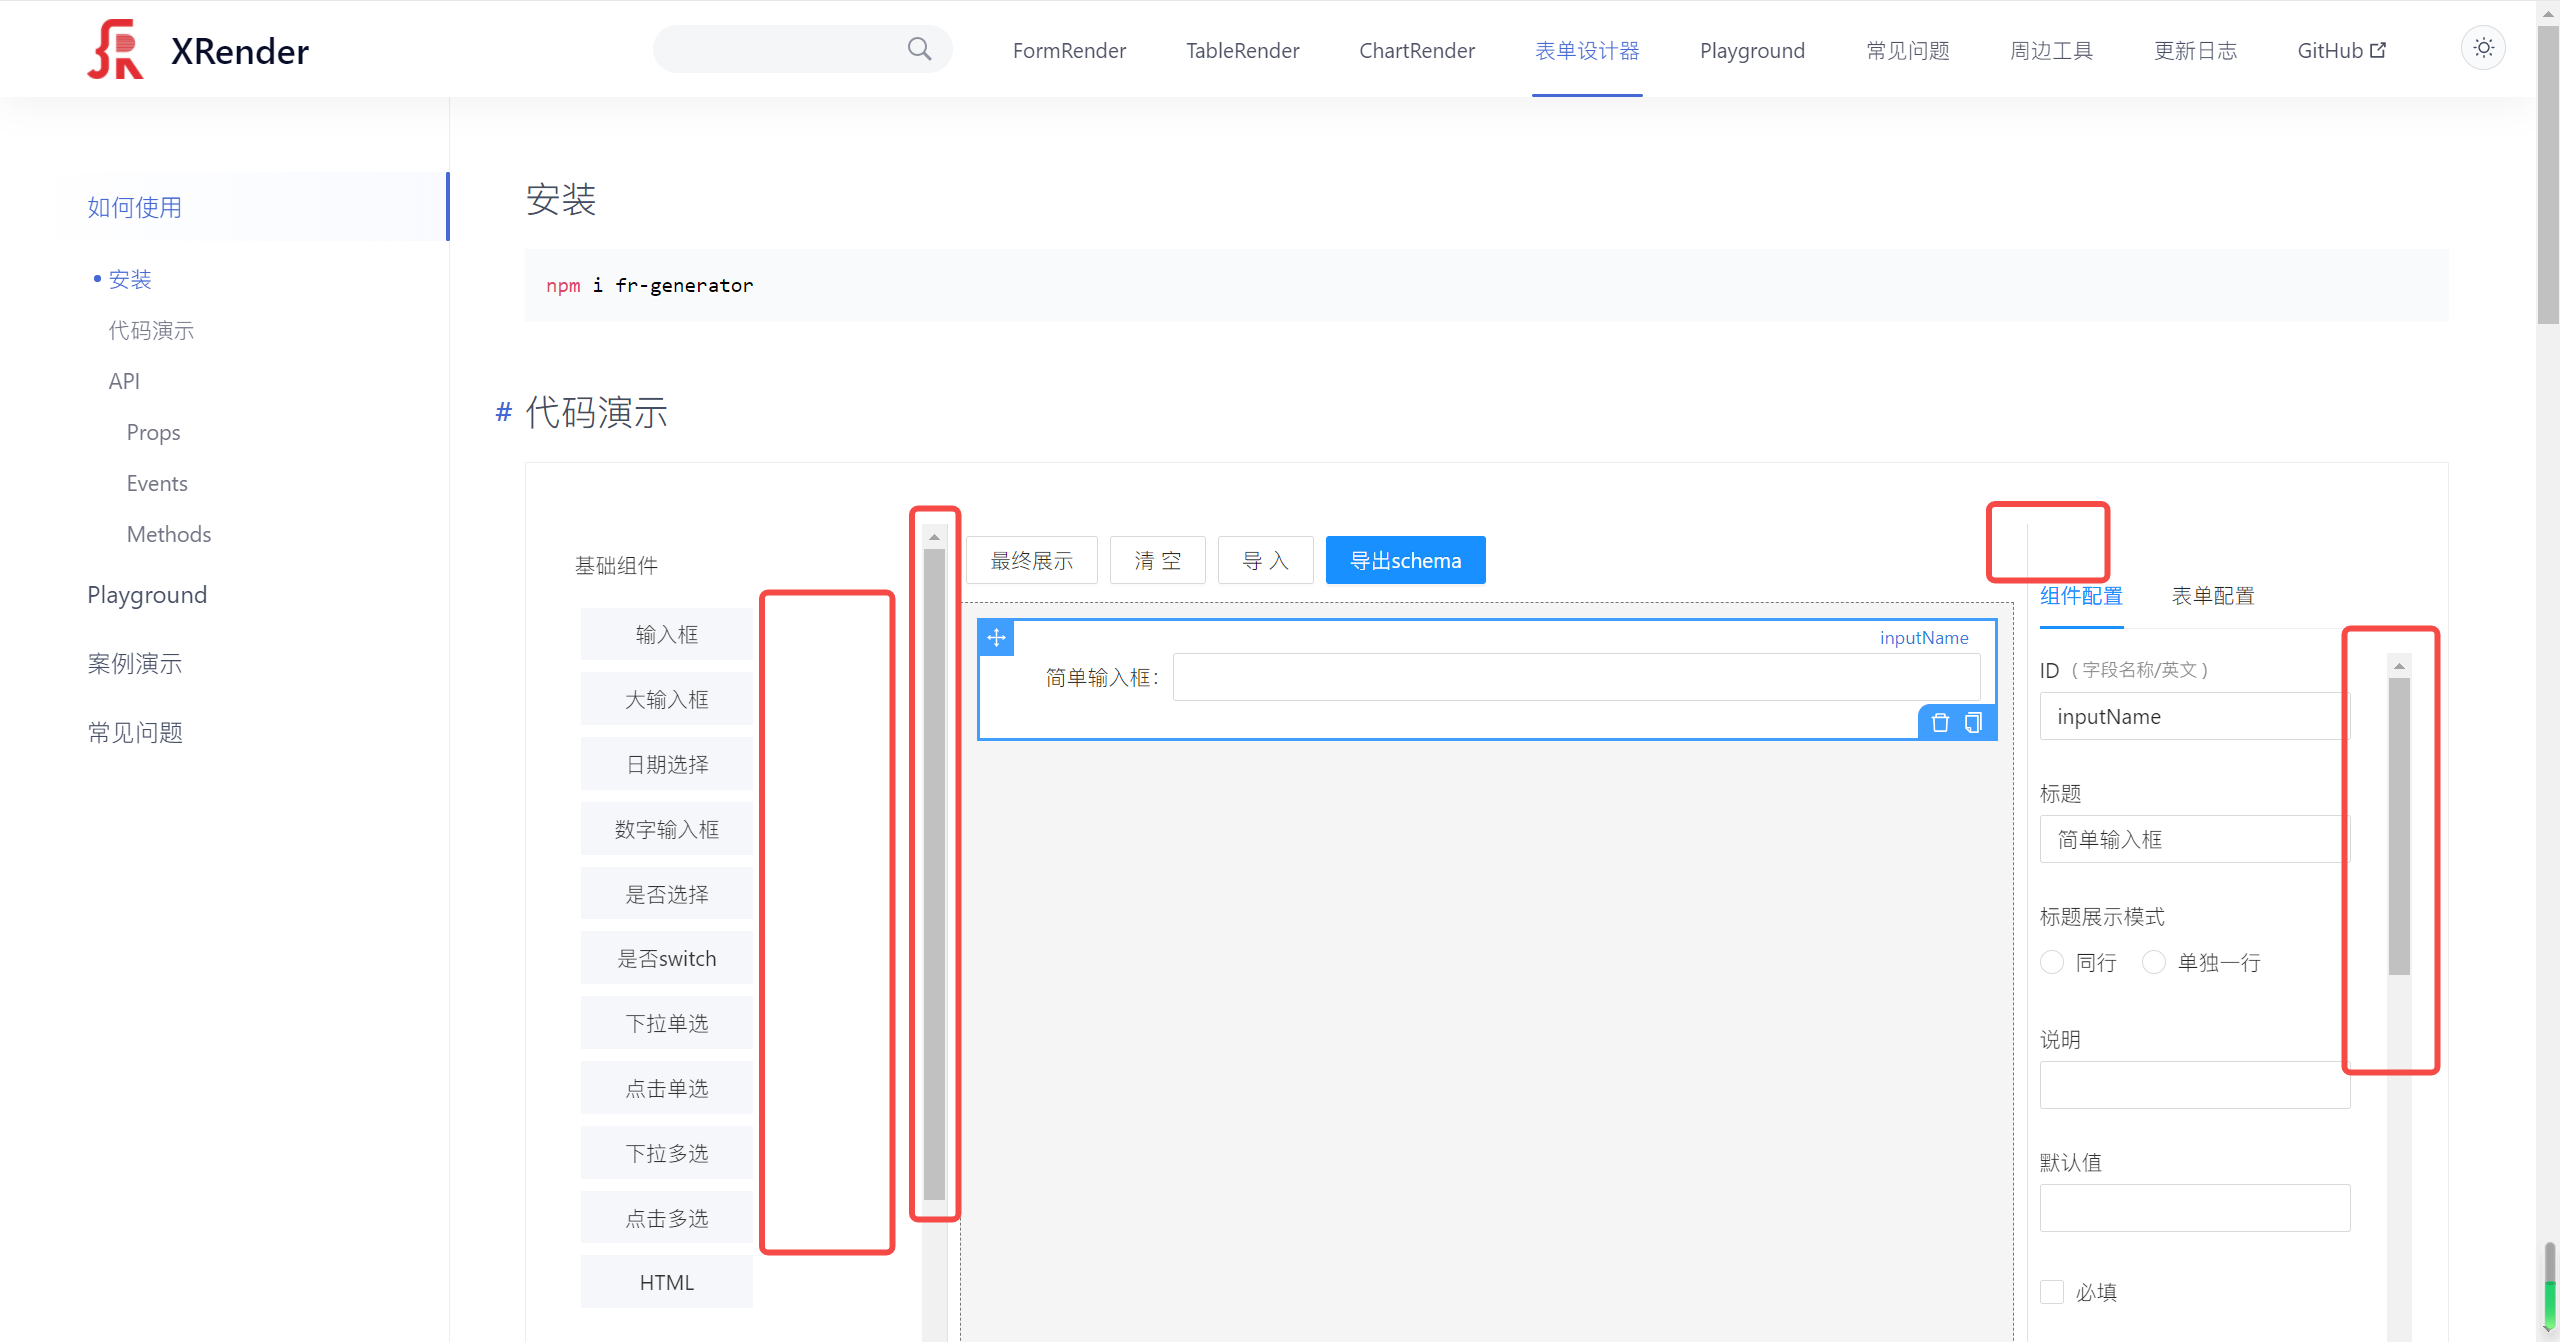 XRender
FormRender
TableRender
ChartRender
表单设计器
Playground
常见问题
周边工具
更新日志
GitHub
如何使用
安装
代码演示
API
Props
Events
Methods
Playground
案例演示
常见问题
安装
npm i fr-generator
# 代码演示
基础组件
输入框
大输入框
日期选择
数字输入框
是否选择
是否switch
下拉单选
点击单选
下拉多选
点击多选
HTML
最终展示
清 空
导 入
导出schema
inputName
简单输入框：
组件配置
表单配置
ID （字段名称/英文）
inputName
标题
简单输入框
标题展示模式
同行
单独一行
说明
默认值
必填